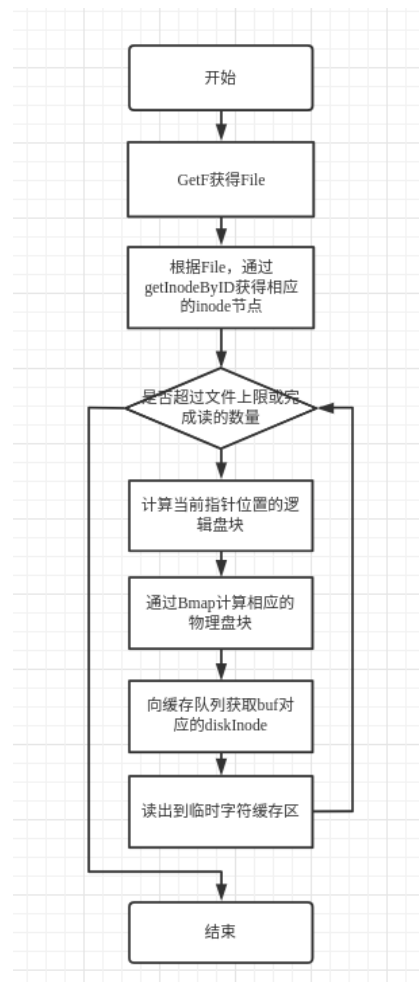 开始
GetF获得File
根据File，通过
getInodeByID获得相应
的inode节点
是否超过文件上限或完
成读的数量
计算当前指针位置的逻
辑盘块
通过Bmap计算相应的
物理盘块
向缓存队列获取buf对
应的diskInode
读出到临时字符缓存区
结束